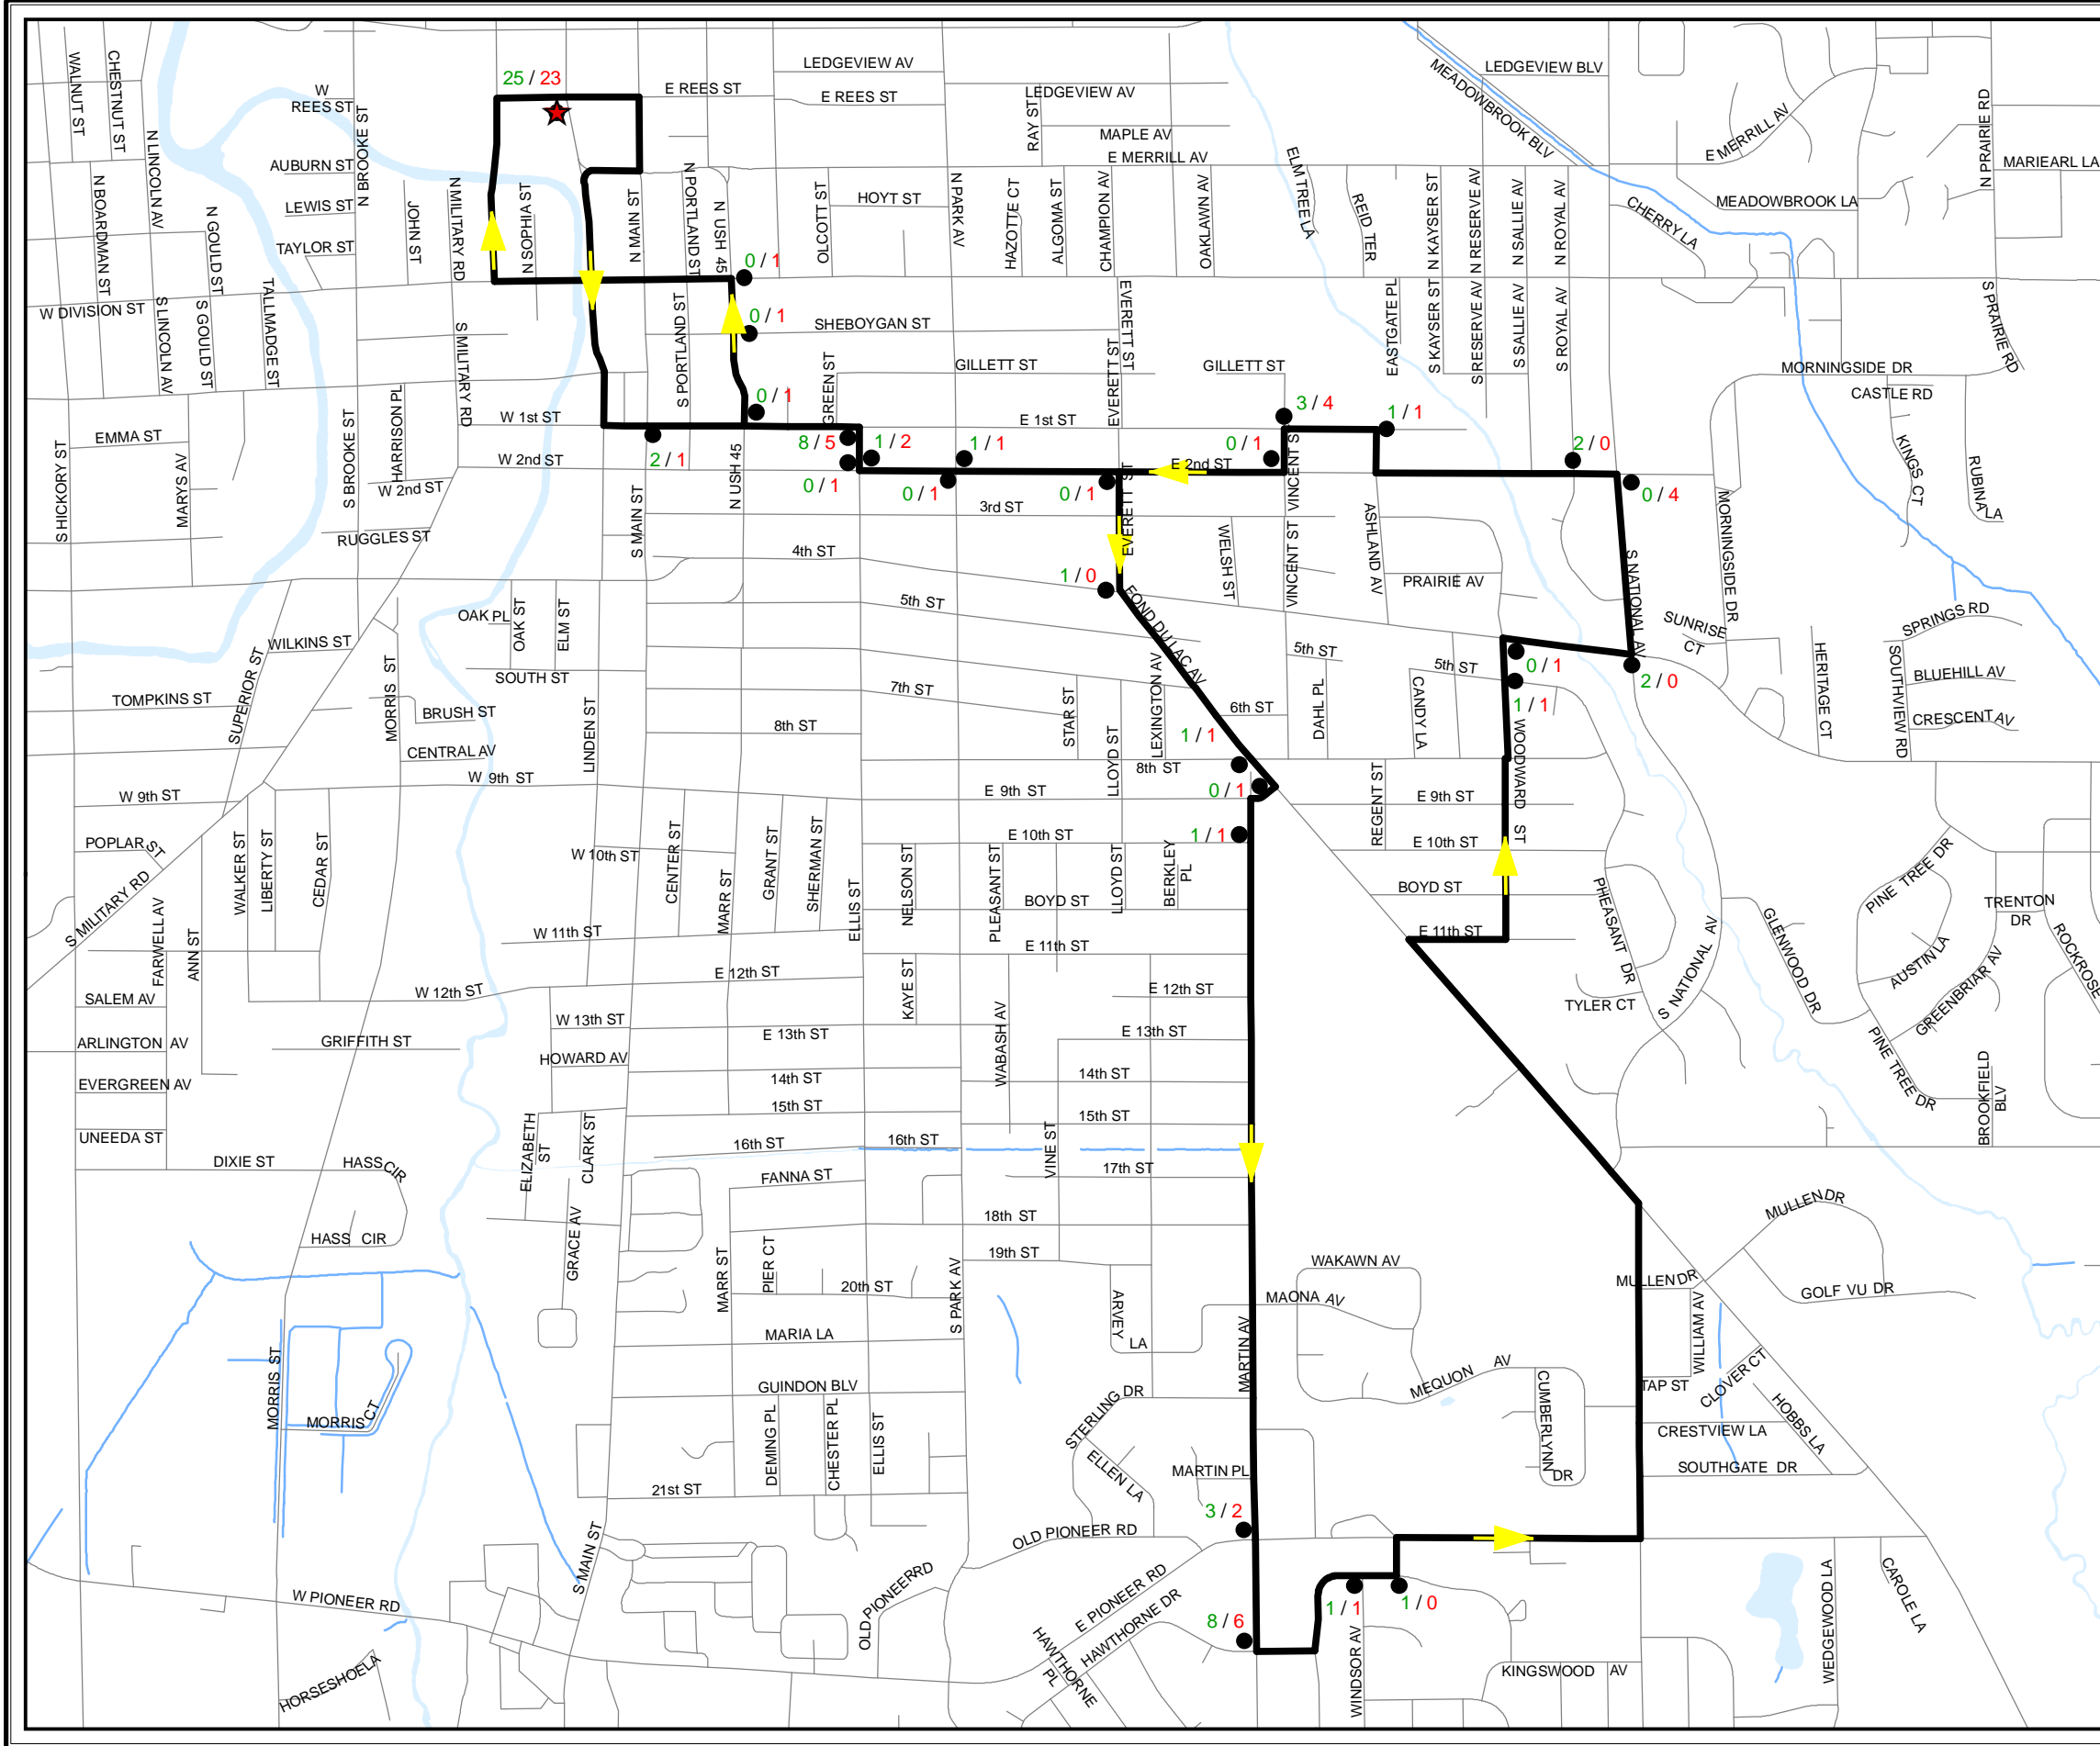 LEDGEVIEW AV
LEDGEVIEW BLV
WALNUT ST
CHESTNUT ST
25 / 23
W
REES ST
E REES ST
E REES ST
LEDGEVIEW AV
MEADOWBROOK BLV
N LINCOLN AV
N BROOKE ST
RAY ST
MAPLE AV
E MERRILL AV
E MERRILL AV
N PRAIRIE RD
AUBURN ST
MARIEARL LA
N BOARDMAN ST
LEWIS ST
N GOULD ST
JOHN ST
N MILITARY RD
N SOPHIA ST
N MAIN ST
N PORTLAND ST
N USH 45
OLCOTT ST
HOYT ST
N PARK AV
HAZOTTE CT
ALGOMA ST
CHAMPION AV
OAKLAWN AV
ELM TREE LA
REID TER
N KAYSER ST
N RESERVE AV
N SALLIE AV
N ROYAL AV
CHERRY LA
MEADOWBROOK LA
TAYLOR ST
0 / 1
W DIVISION ST
S LINCOLN AV
S GOULD ST
TALLMADGE ST
S MILITARY RD
S PORTLAND ST
0 / 1
SHEBOYGAN ST
EVERETT ST
EVERETT ST
EASTGATE PL
S KAYSER ST
S RESERVE AV
S SALLIE AV
S ROYAL AV
S PRAIRIE RD
GREEN ST
GILLETT ST
GILLETT ST
MORNINGSIDE DR
CASTLE RD
S HICKORY ST
EMMA ST
MARYS AV
S BROOKE ST
HARRISON PL
W 1st ST
0 / 1
E 1st ST
3 / 4
1 / 1
W 2nd ST
W 2nd ST
2 / 1
8 / 5
1 / 2
1 / 1
0 / 1
E 2nd ST
VINCENT S
2 / 0
KINGS CT
RUBINA
LA
0 / 1
0 / 1
0 / 1
0 / 4
N USH 45
S MAIN ST
RUGGLES ST
3rd ST
EVERETT ST
WELSH ST
VINCENT ST
ASHLAND AV
MORNINGSIDE DR
4th ST
1 / 0
PRAIRIE AV
S NATIONAL AV
5th ST
FOND DU LAC AV
OAK PL
OAK ST
ELM ST
SUNRISE
CT
SPRINGS RD
WILKINS ST
SUPERIOR ST
MORRIS ST
SOUTH ST
5th ST
5th ST
0 / 1
2 / 0
HERITAGE CT
SOUTHVIEW RD
BLUEHILL AV
TOMPKINS ST
BRUSH ST
LINDEN ST
7th ST
STAR ST
LLOYD ST
LEXINGTON AV
6th ST
DAHL PL
CANDY LA
1 / 1
WOODWARD ST
CRESCENT AV
8th ST
1 / 1
CENTRAL AV
8th ST
W 9th ST
W 9th ST
E 9th ST
0 / 1
REGENT ST
E 9th ST
POPLAR ST
WALKER ST
LIBERTY ST
CEDAR ST
W 10th ST
CENTER ST
MARR ST
GRANT ST
SHERMAN ST
ELLIS ST
NELSON ST
E 10th ST
1 / 1
E 10th ST
PLEASANT ST
LLOYD ST
BERKLEY
PL
BOYD ST
BOYD ST
PINE TREE DR
S MILITARY RD
FARWELL AV
ANN ST
W 11th ST
E 11th ST
E 11th ST
PHEASANT DR
GLENWOOD DR
TRENTON
DR
ROCKROSE
AUSTIN LA
GREENBRIAR AV
SALEM AV
W 12th ST
E 12th ST
KAYE ST
WABASH AV
E 12th ST
TYLER CT
S NATIONAL AV
ARLINGTON AV
GRIFFITH ST
W 13th ST
E 13th ST
E 13th ST
HOWARD AV
EVERGREEN AV
14th ST
14th ST
PINE TREE DR
BROOKFIELD
BLV
UNEEDA ST
ELIZABETH
ST
CLARK ST
15th ST
15th ST
DIXIE ST
HASS CIR
16th ST
16th ST
VINE ST
17th ST
FANNA ST
HASS CIR
GRACE AV
18th ST
MULLEN DR
19th ST
WAKAWN AV
MARR ST
PIER CT
20th ST
S PARK AV
ARVEY
LA
MAONA AV
MULLEN DR
WILLIAM AV
GOLF VU DR
MARIA LA
MARTIN AV
MORRIS ST
MORRIS CT
GUINDON BLV
STERLING DR
MEQUON AV
CUMBERLYNN
DR
TAP ST
CLOVER CT
HOBBS LA
DEMING PL
CHESTER PL
ELLIS ST
ELLEN LA
MARTIN PL
CRESTVIEW LA
SOUTHGATE DR
21st ST
3 / 2
S MAIN ST
OLD PIONEER RD
OLD PIONEER RD
W PIONEER RD
E PIONEER RD
HAWTHORNE DR
HAWTHORNE
PL
8 / 6
1 / 1
1 / 0
WINDSOR AV
KINGSWOOD AV
WEDGEWOOD LA
CAROLE LA
HORSESHOE LA